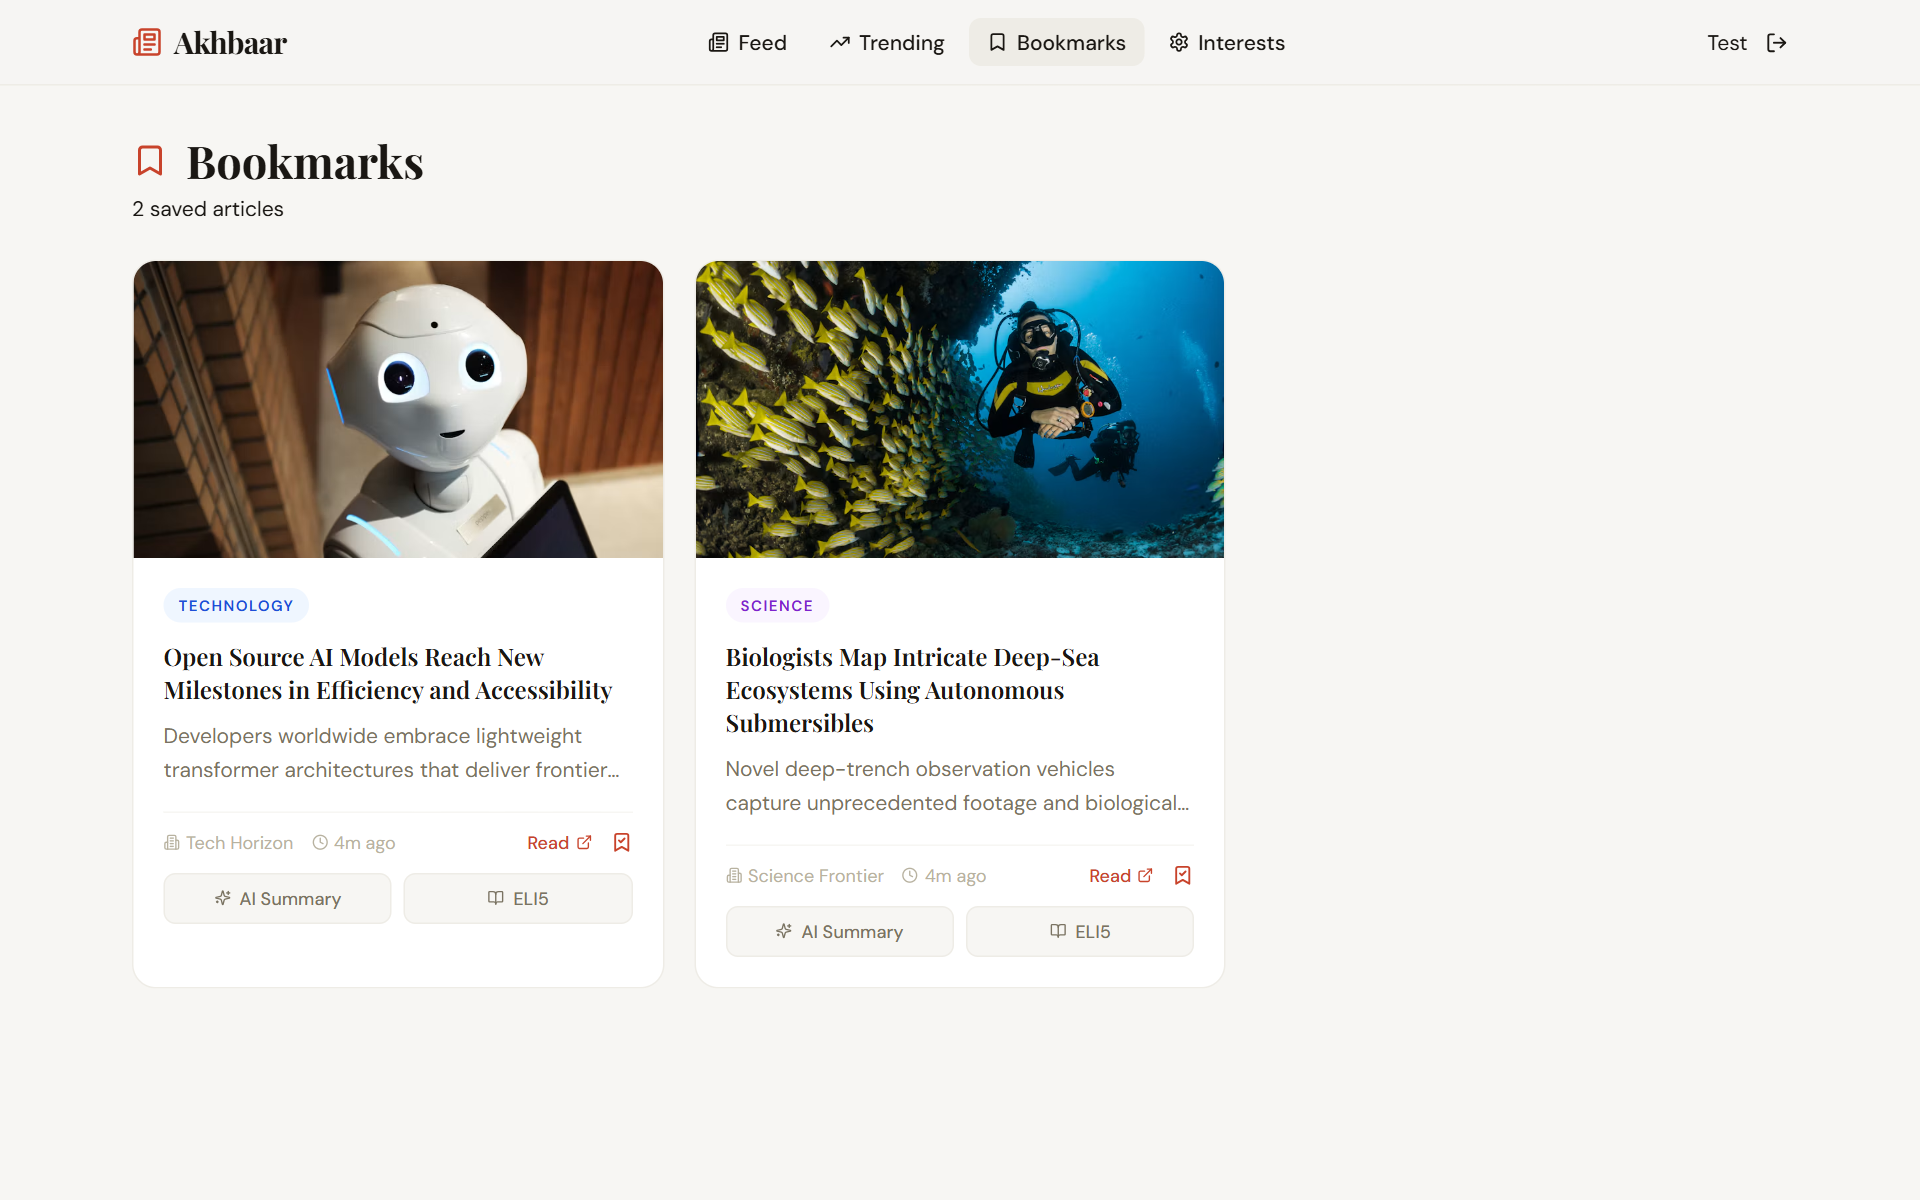 Akhbaar
Feed
Trending
Bookmarks
Interests
Test
Bookmarks
2 saved articles
TECHNOLOGY
Open Source AI Models Reach New
Milestones in Efficiency and Accessibility
Developers worldwide embrace lightweight
transformer architectures that deliver frontier...
Tech Horizon
4m ago
Read
AI Summary
ELI5
SCIENCE
Biologists Map Intricate Deep-Sea
Ecosystems Using Autonomous
Submersibles
Novel deep-trench observation vehicles
capture unprecedented footage and biological...
Science Frontier
4m ago
Read
AI Summary
ELI5